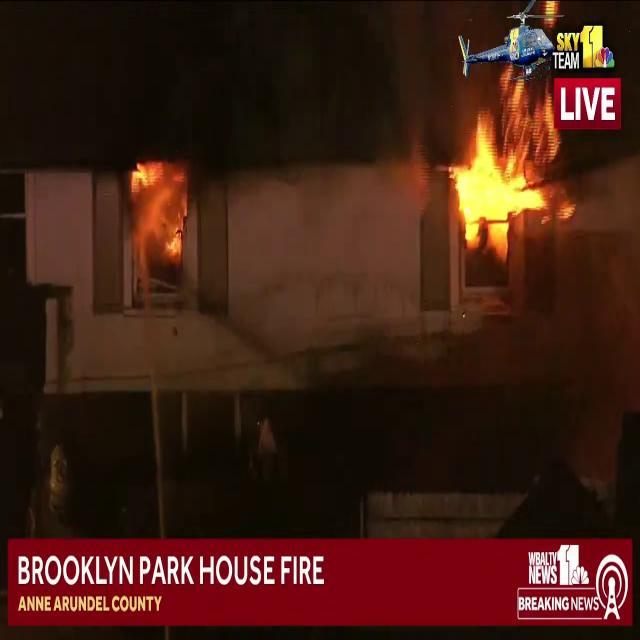 SKY
TEAM 11
LIVE
BROOKLYN PARK HOUSE FIRE
ANNE ARUNDEL COUNTY
WBALTV
NEWS 11
BREAKING NEWS